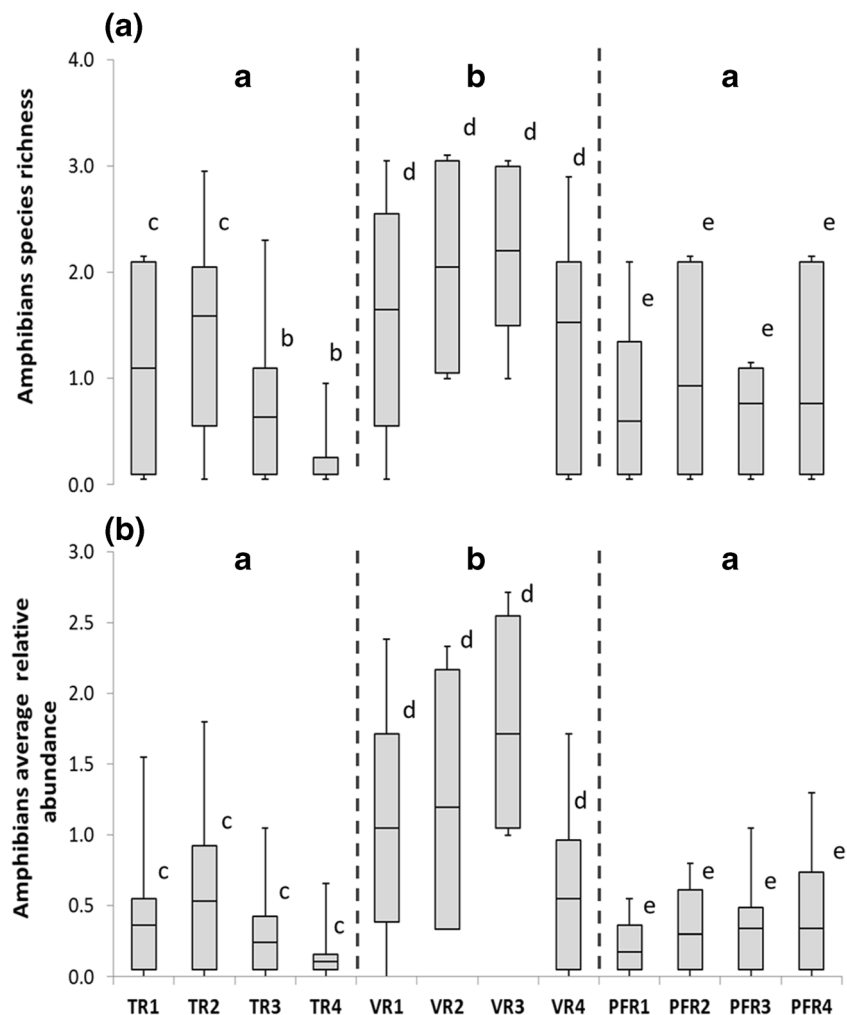 (a)
Amphibians species richness
4.0
3.0
2.0
1.0
0.0
a
b
a
c
c
b
b
d
d
d
d
e
e
e
e
(b)
Amphibians average relative
abundance
3.0
2.5
2.0
1.5
1.0
0.5
0.0
a
b
a
c
c
c
c
d
d
d
d
e
e
e
e
TR1 TR2 TR3 TR4 VR1 VR2 VR3 VR4 PFR1 PFR2 PFR3 PFR4